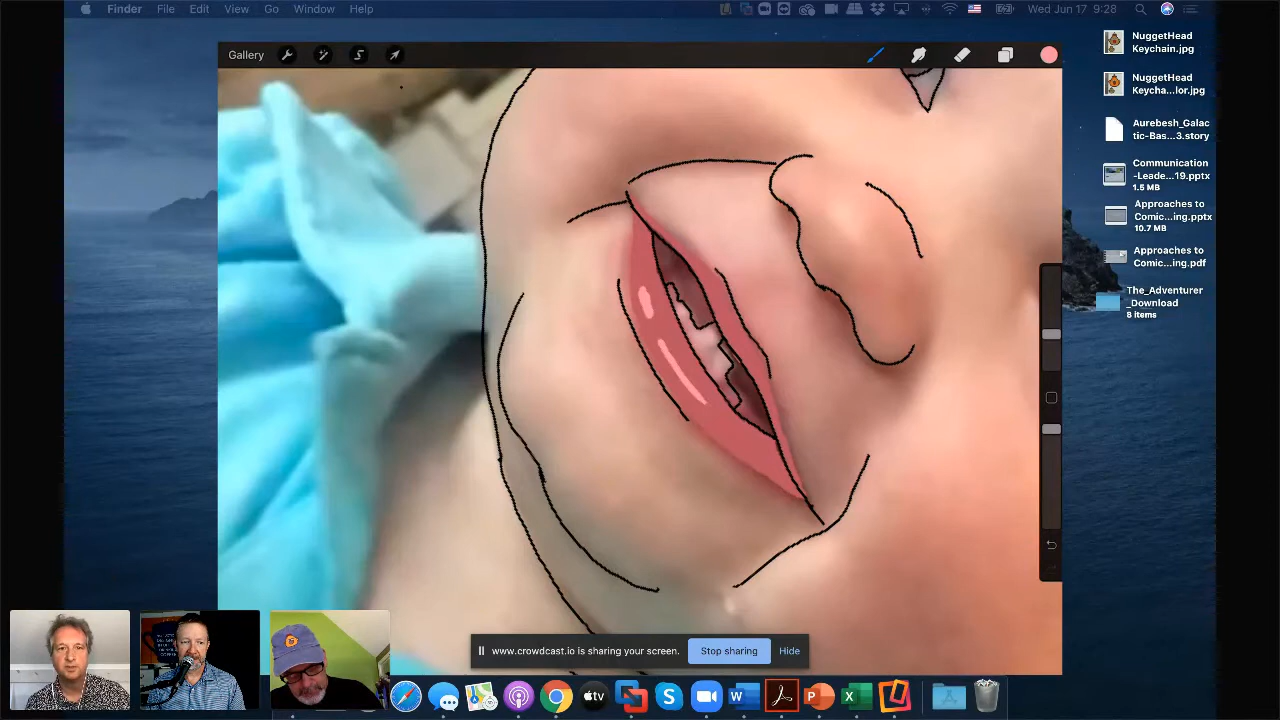 Finder File Edit View Go Window Help Wed Jun 17 9:28
Gallery
NuggetHead
Keychain.jpg
NuggetHead
Keycha...lor.jpg
Aurebesh_Galac
tic-Bas...3.story
Communication
-Leade...19.pptx
1.5 MB
Approaches to
Comic...ing.pptx
10.7 MB
Approaches to
Comic...ing.pdf
The_Adventurer
_Download
8 items
www.crowdcast.io is sharing your screen. Stop sharing Hide
tv